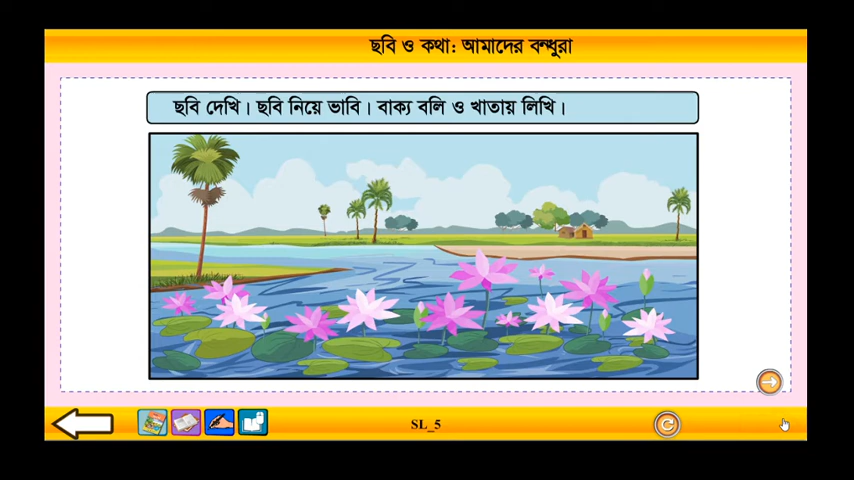 ছবি ও কথা: আমাদের বন্ধুরা
ছবি দেখি। ছবি নিয়ে ভাবি। বাক্য বলি ও খাতায় লিখি।
SL_5